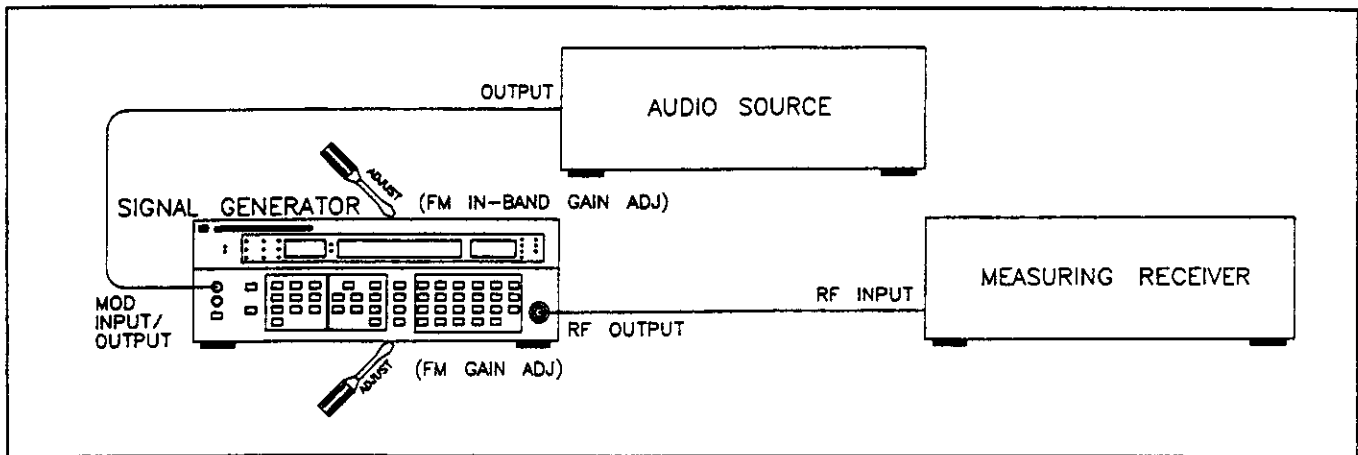 OUTPUT
AUDIO SOURCE
ADJUST
(FM IN-BAND GAIN ADJ)
SIGNAL GENERATOR
MEASURING RECEIVER
RF INPUT
MOD
INPUT/
OUTPUT
RF OUTPUT
ADJUST
(FM GAIN ADJ)